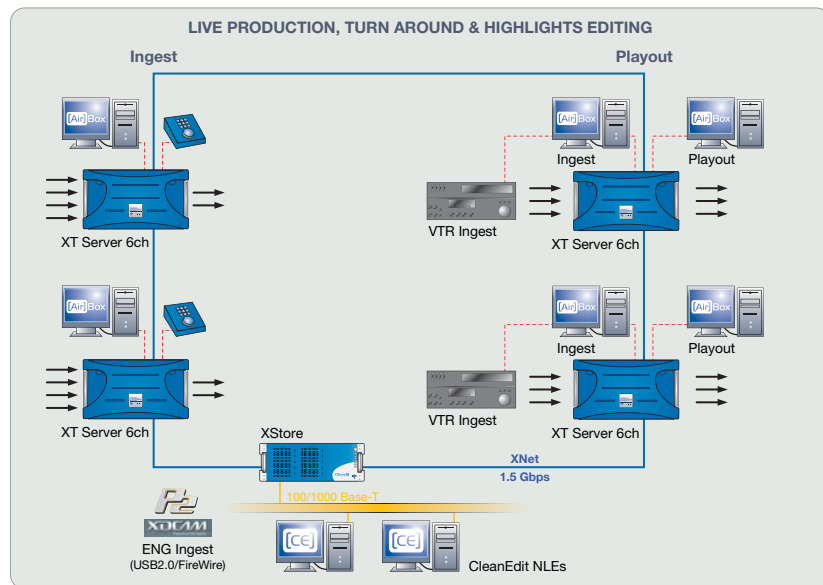 LIVE PRODUCTION, TURN AROUND & HIGHLIGHTS EDITING
Ingest
Playout
[Air]Box
[Air]Box
[Air]Box
Ingest
Playout
XT Server 6ch
VTR Ingest
XT Server 6ch
[Air]Box
[Air]Box
[Air]Box
Ingest
Playout
XT Server 6ch
VTR Ingest
XT Server 6ch
XStore
XNet
1.5 Gbps
100/1000 Base-T
P2
XDCAM
ENG Ingest
(USB2.0/FireWire)
[CE]
[CE]
CleanEdit NLEs